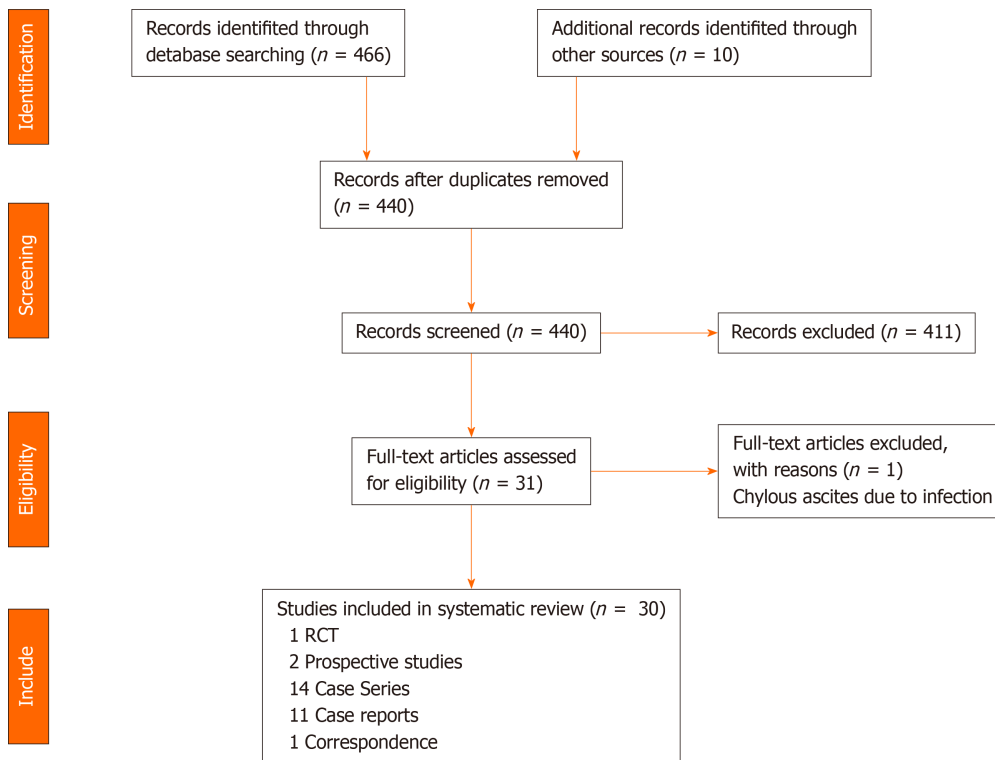 Identification
Records identifited through
detabase searching (n = 466)
Additional records identifited through
other sources (n = 10)
Records after duplicates removed
(n = 440)
Screening
Records screened (n = 440)
Records excluded (n = 411)
Eligibility
Full-text articles assessed
for eligibility (n = 31)
Full-text articles excluded,
with reasons (n = 1)
Chylous ascites due to infection
Include
Studies included in systematic review (n = 30)
1 RCT
2 Prospective studies
14 Case Series
11 Case reports
1 Correspondence